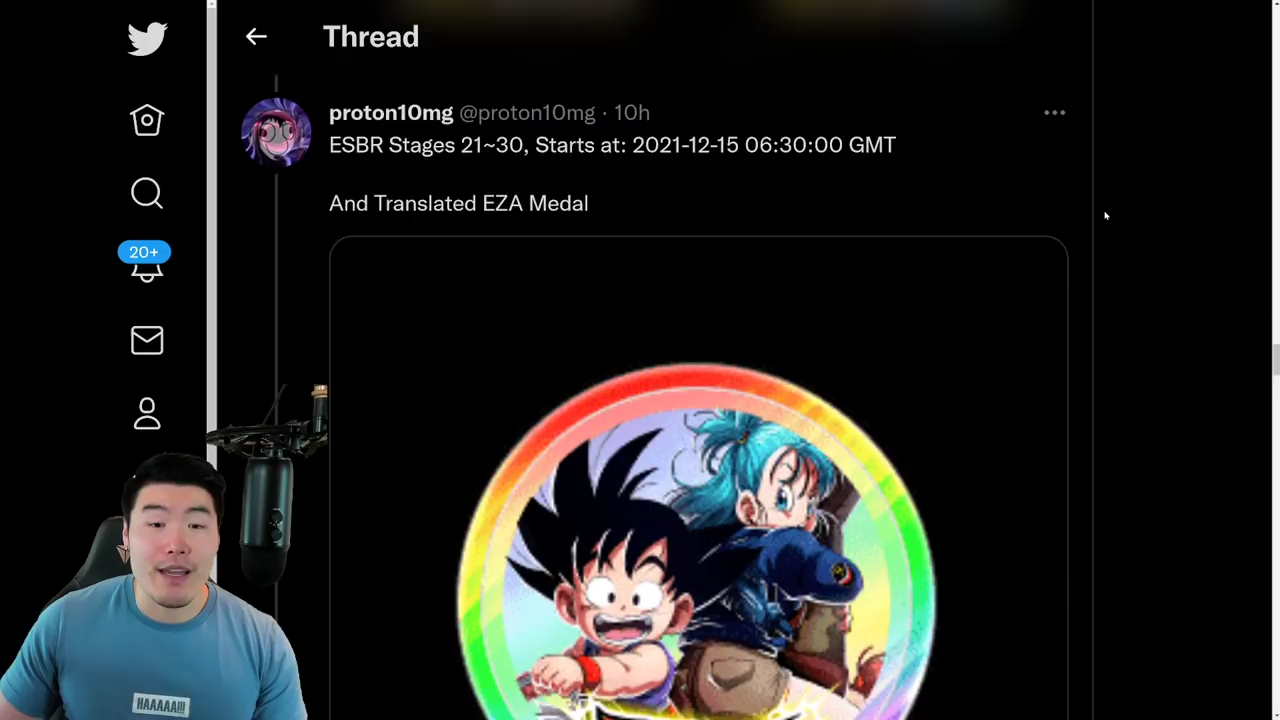 Thread
proton10mg @proton10mg · 10h
ESBR Stages 21~30, Starts at: 2021-12-15 06:30:00 GMT
And Translated EZA Medal
20+
HAAAAA!!!